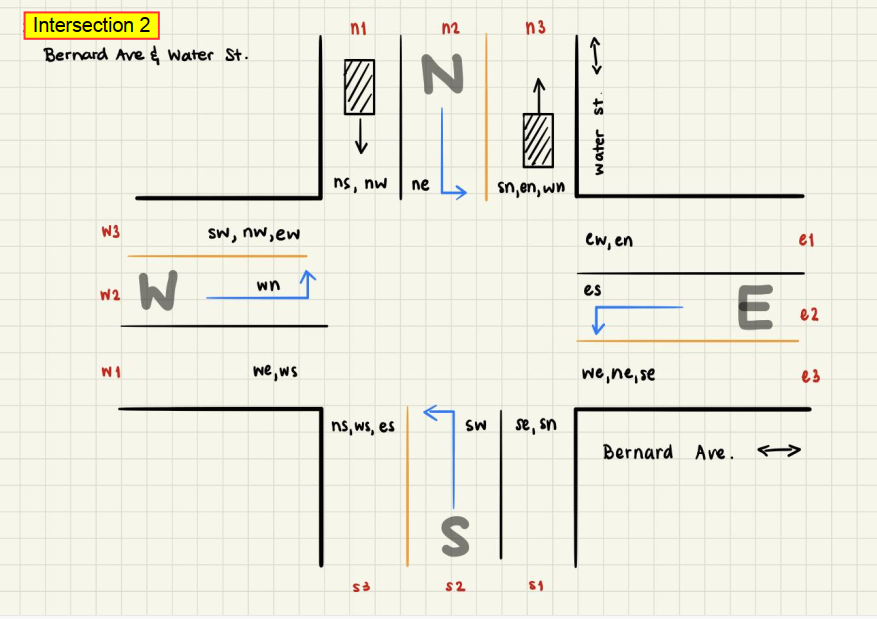 Intersection 2
Bernard Ave & Water St.
n1 n2 n3
N
water st.
ns, nw ne sn,en,wn
w3 sw, nw,ew ew,en e1
w2 W wn es E e2
w1 we,ws we,ne,se e3
ns,ws,es sw se,sn
Bernard Ave.
S
s3 s2 s1